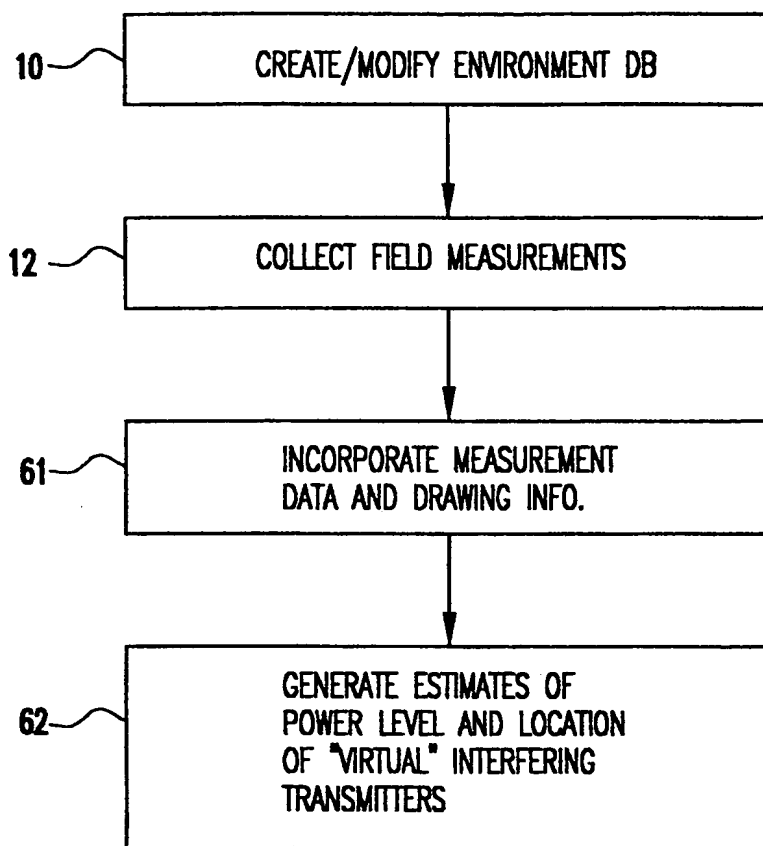 10
CREATE/MODIFY ENVIRONMENT DB
12
COLLECT FIELD MEASUREMENTS
61
INCORPORATE MEASUREMENT
DATA AND DRAWING INFO.
62
GENERATE ESTIMATES OF
POWER LEVEL AND LOCATION
OF "VIRTUAL" INTERFERING
TRANSMITTERS